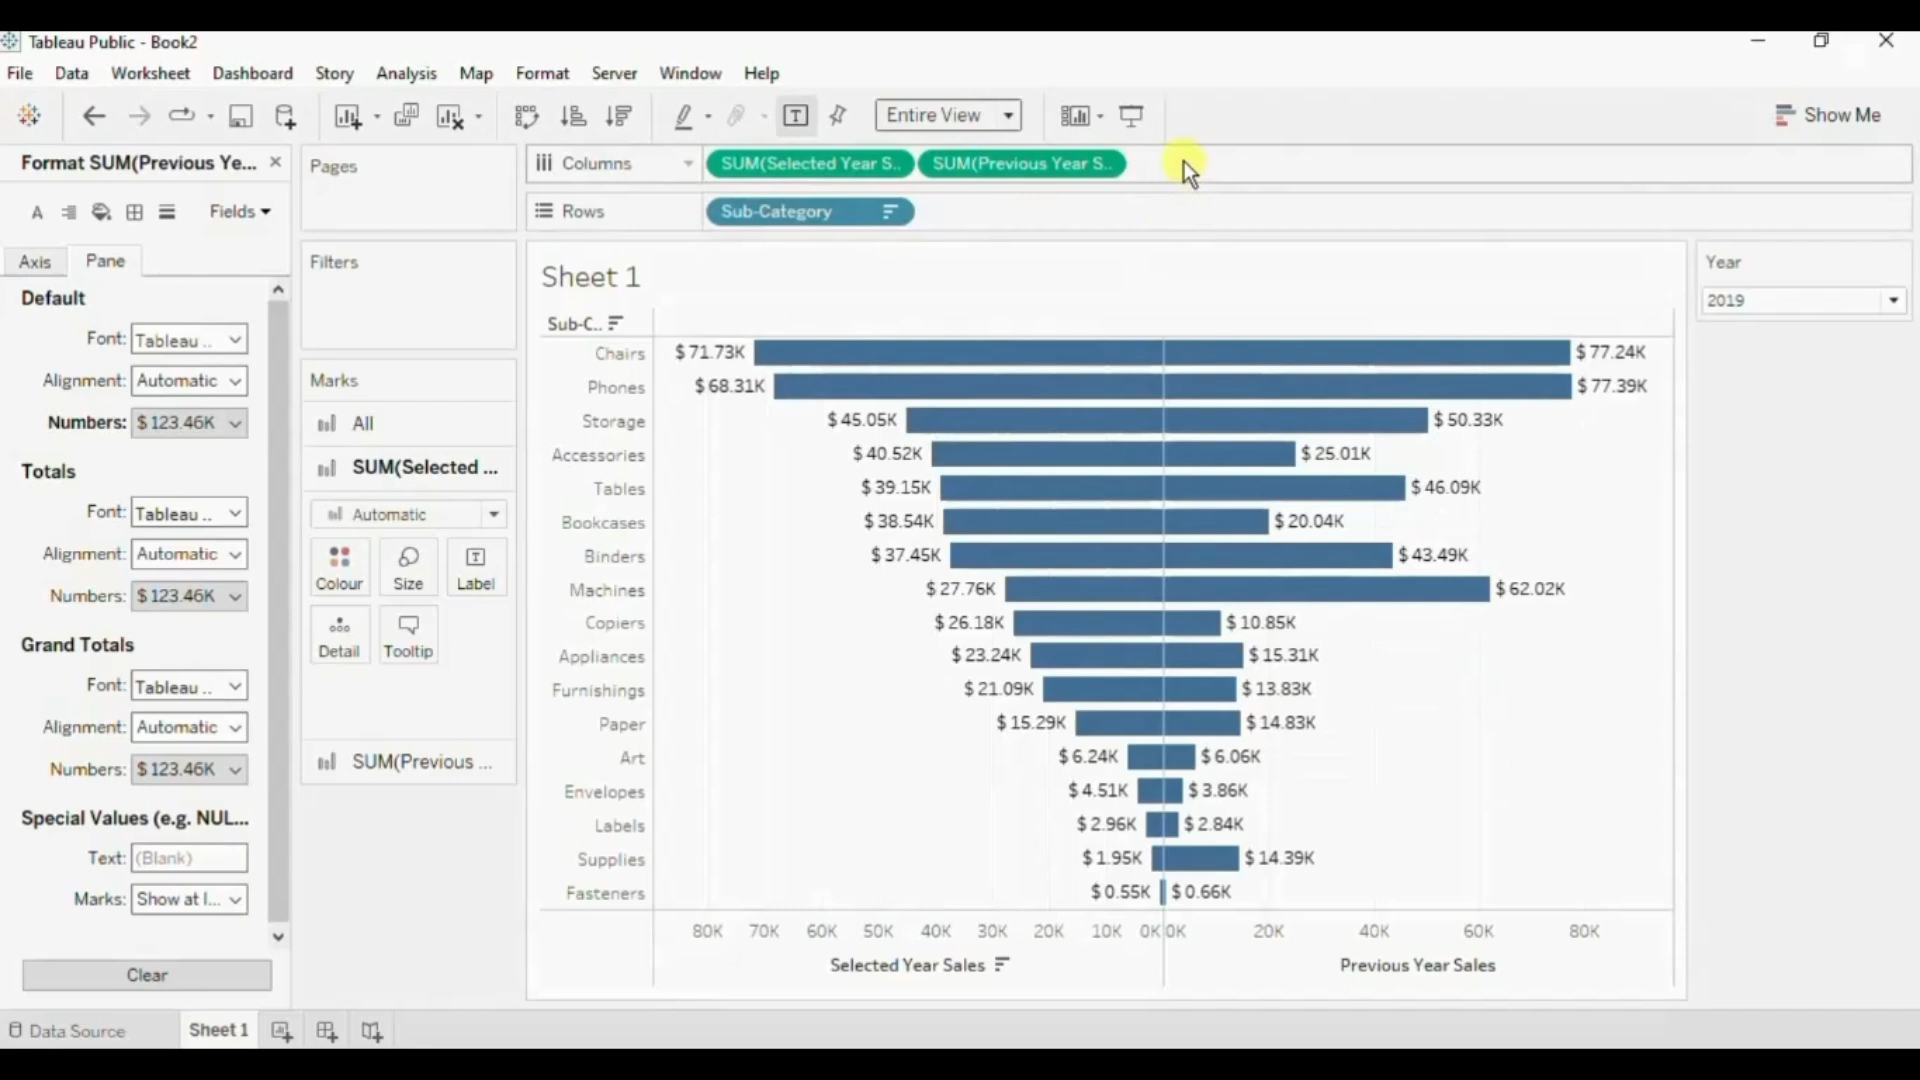 Tableau Public - Book2
File Data Worksheet Dashboard Story Analysis Map Format Server Window Help
Entire View
Show Me
Format SUM(Previous Ye...
Fields
Axis
Pane
Default
Font: Tableau ..
Alignment: Automatic
Numbers: $ 123.46K
Totals
Font: Tableau ..
Alignment: Automatic
Numbers: $ 123.46K
Grand Totals
Font: Tableau ..
Alignment: Automatic
Numbers: $ 123.46K
Special Values (e.g. NUL...
Text: (Blank)
Marks: Show at l...
Clear
Pages
Filters
Marks
All
SUM(Selected ...
Automatic
Colour
Size
Label
Detail
Tooltip
SUM(Previous ...
Columns
SUM(Selected Year S..
SUM(Previous Year S..
Rows
Sub-Category
Sheet 1
Sub-C..
Chairs $ 71.73K $ 77.24K
Phones $ 68.31K $ 77.39K
Storage $ 45.05K $ 50.33K
Accessories $ 40.52K $ 25.01K
Tables $ 39.15K $ 46.09K
Bookcases $ 38.54K $ 20.04K
Binders $ 37.45K $ 43.49K
Machines $ 27.76K $ 62.02K
Copiers $ 26.18K $ 10.85K
Appliances $ 23.24K $ 15.31K
Furnishings $ 21.09K $ 13.83K
Paper $ 15.29K $ 14.83K
Art $ 6.24K $ 6.06K
Envelopes $ 4.51K $ 3.86K
Labels $ 2.96K $ 2.84K
Supplies $ 1.95K $ 14.39K
Fasteners $ 0.55K $ 0.66K
80K 70K 60K 50K 40K 30K 20K 10K 0K 0K 20K 40K 60K 80K
Selected Year Sales
Previous Year Sales
Year
2019
Data Source
Sheet 1